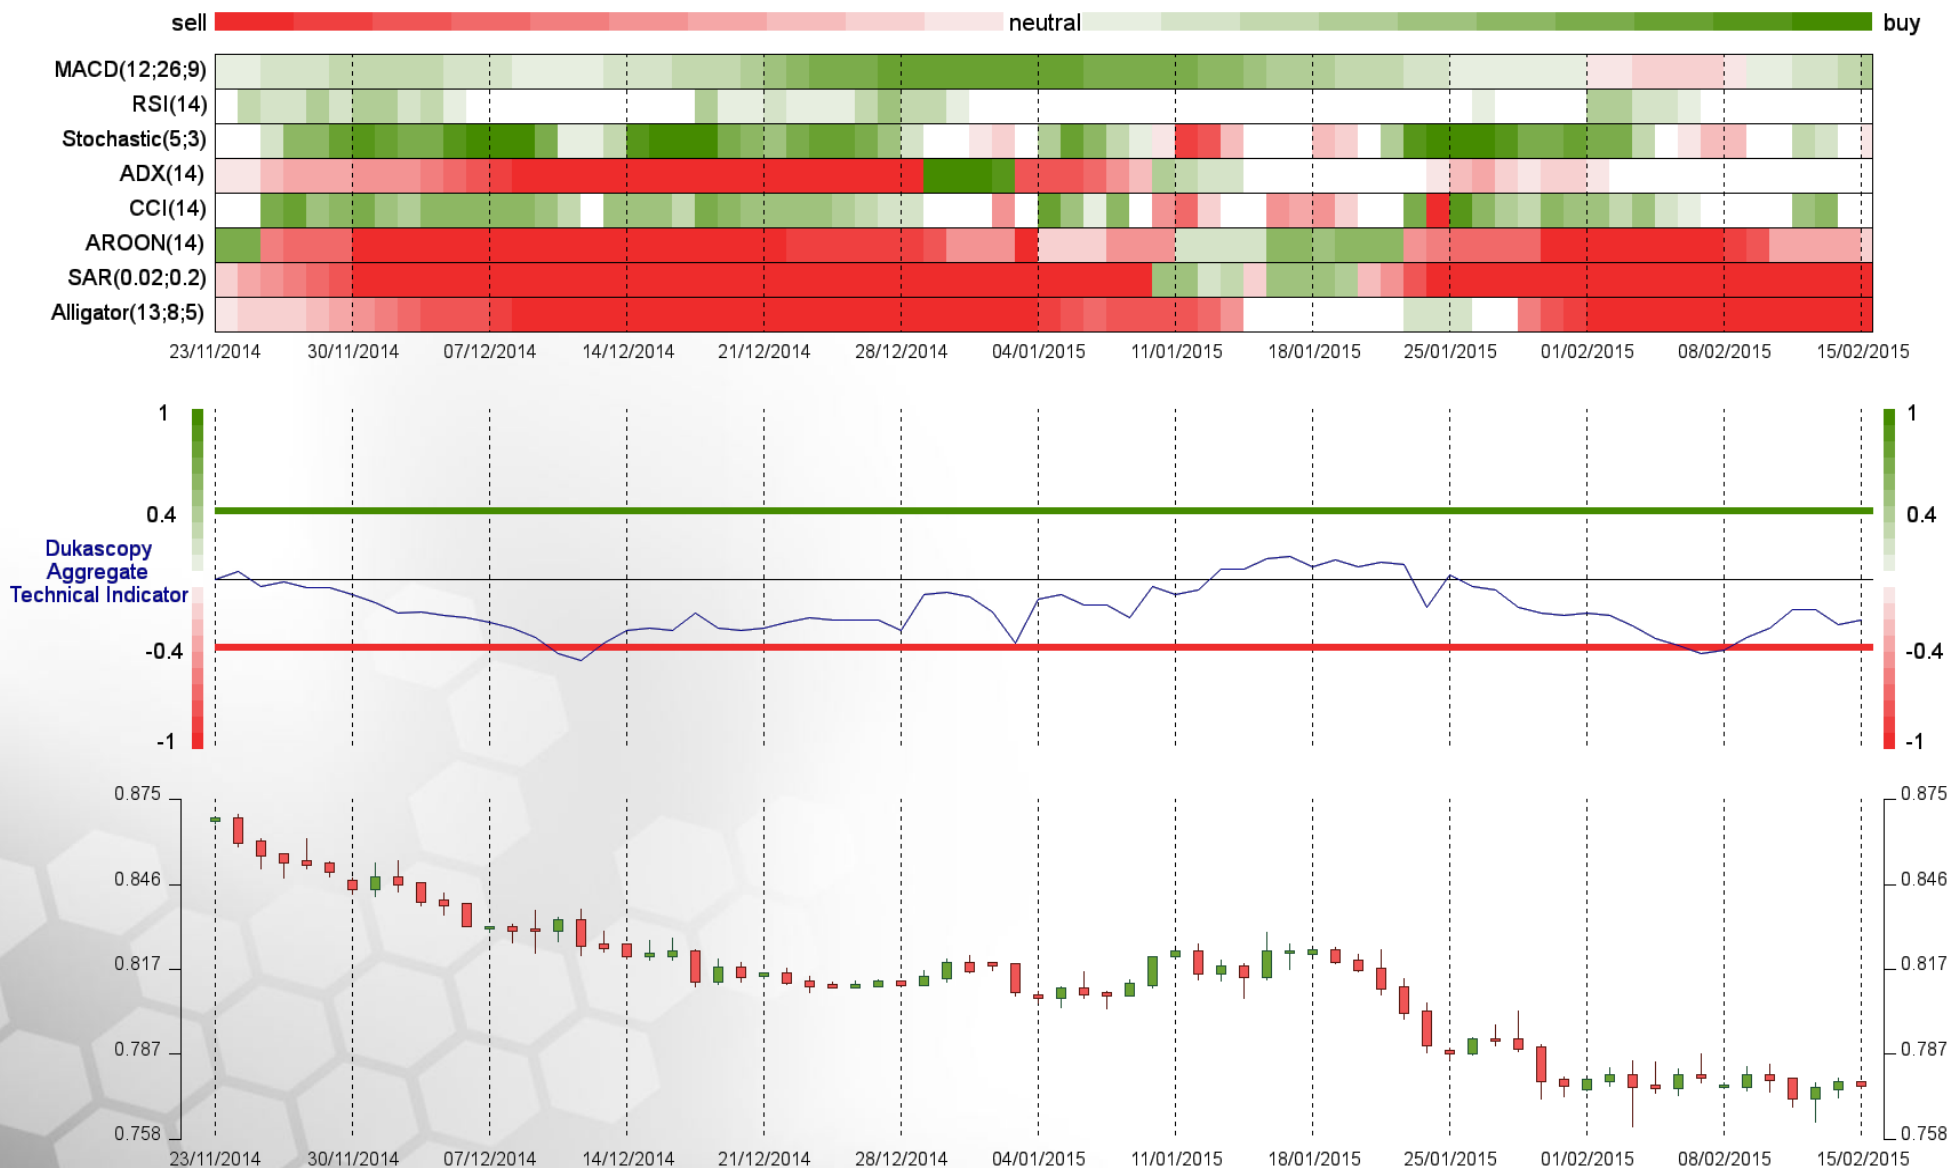 sell neutral buy
MACD(12;26;9)
RSI(14)
Stochastic(5;3)
ADX(14)
CCI(14)
AROON(14)
SAR(0.02;0.2)
Alligator(13;8;5)
23/11/2014 30/11/2014 07/12/2014 14/12/2014 21/12/2014 28/12/2014 04/01/2015 11/01/2015 18/01/2015 25/01/2015 01/02/2015 08/02/2015 15/02/2015
1 1
0.4 0.4
Dukascopy
Aggregate
Technical Indicator
-0.4 -0.4
-1 -1
0.875 0.875
0.846 0.846
0.817 0.817
0.787 0.787
0.758 0.758
23/11/2014 30/11/2014 07/12/2014 14/12/2014 21/12/2014 28/12/2014 04/01/2015 11/01/2015 18/01/2015 25/01/2015 01/02/2015 08/02/2015 15/02/2015